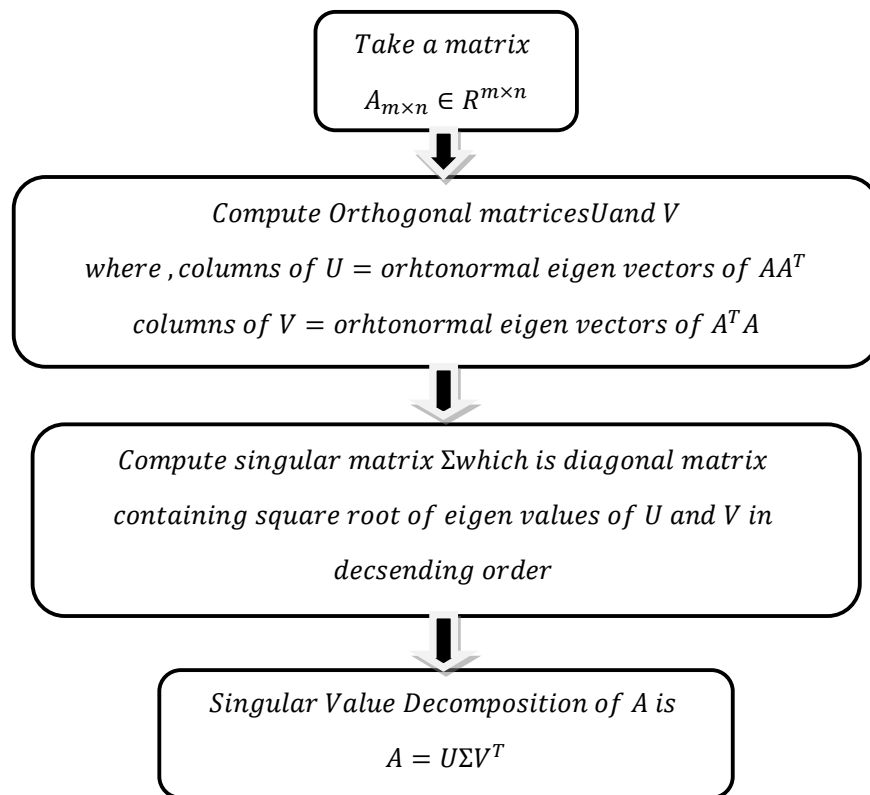 Take a matrix
A_{m×n} ∈ R^{m×n}
Compute Orthogonal matricesUand V
where ,columns of U = orhtonormal eigen vectors of AA^T
columns of V = orhtonormal eigen vectors of A^T A
Compute singular matrix Σwhich is diagonal matrix
containing square root of eigen values of U and V in
decsending order
Singular Value Decomposition of A is
A = UΣV^T